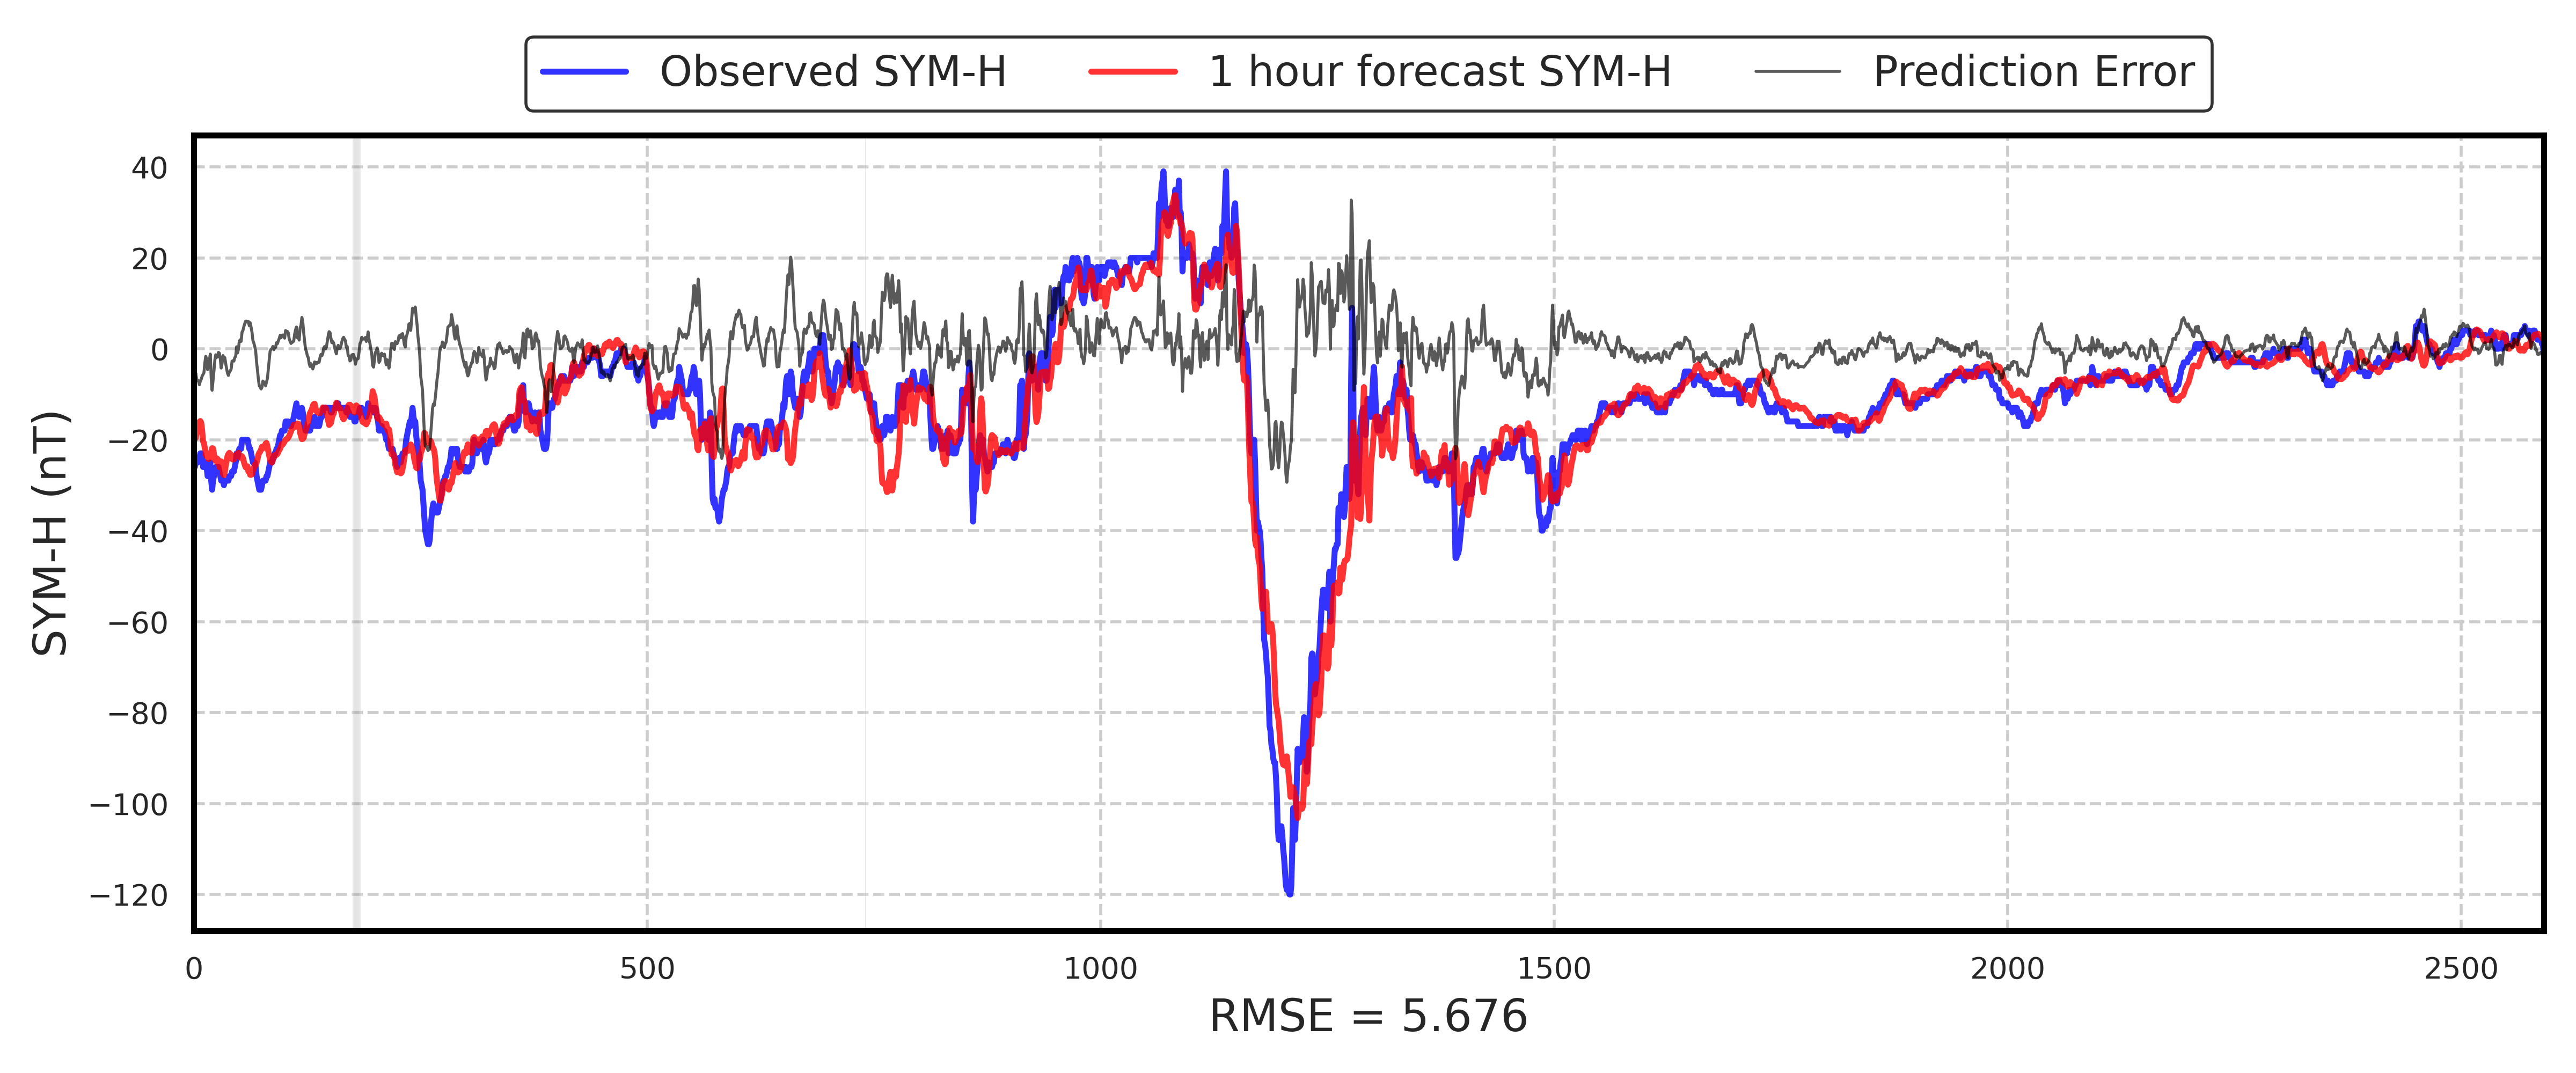 Observed SYM-H 1 hour forecast SYM-H Prediction Error
SYM-H (nT)
40
20
0
−20
−40
−60
−80
−100
−120
0 500 1000 1500 2000 2500
RMSE = 5.676